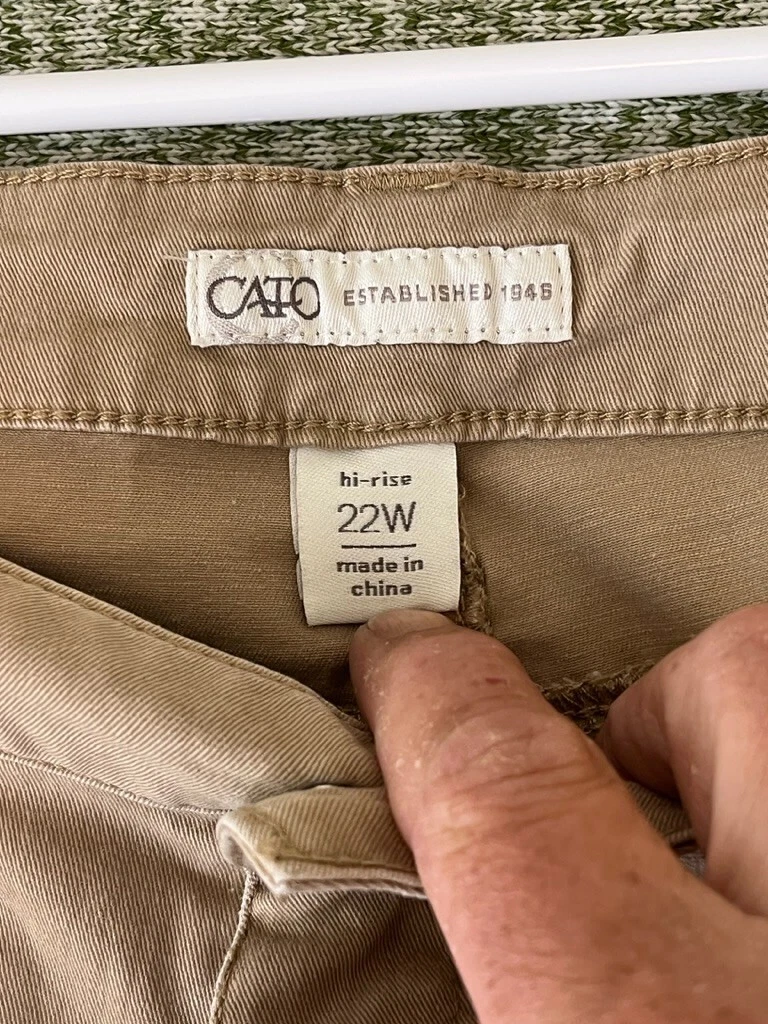 CATO ESTABLISHED 1946
hi-rise
22W
made in
china